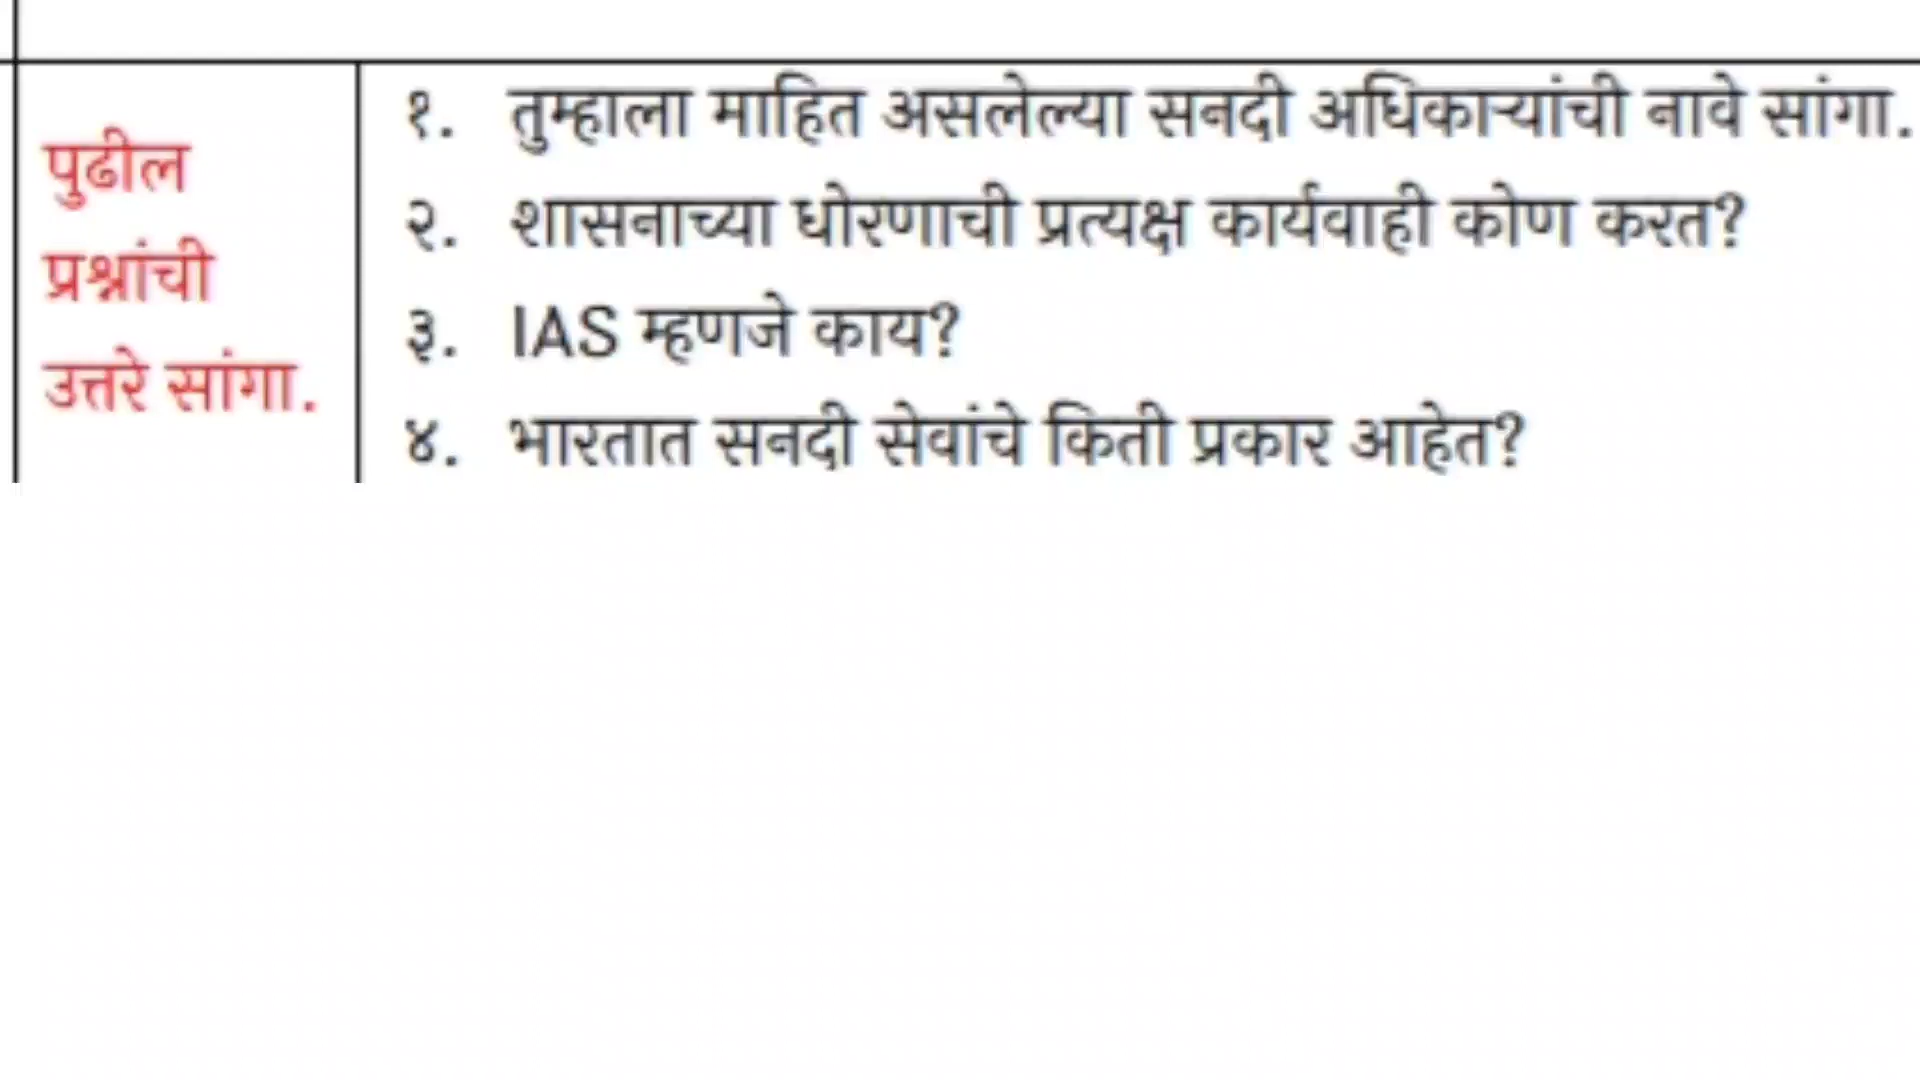 पुढील
प्रश्नांची
उत्तरे सांगा.
१. तुम्हाला माहित असलेल्या सनदी अधिकाऱ्यांची नावे सांगा.
२. शासनाच्या धोरणाची प्रत्यक्ष कार्यवाही कोण करत?
३. IAS म्हणजे काय?
४. भारतात सनदी सेवांचे किती प्रकार आहेत?